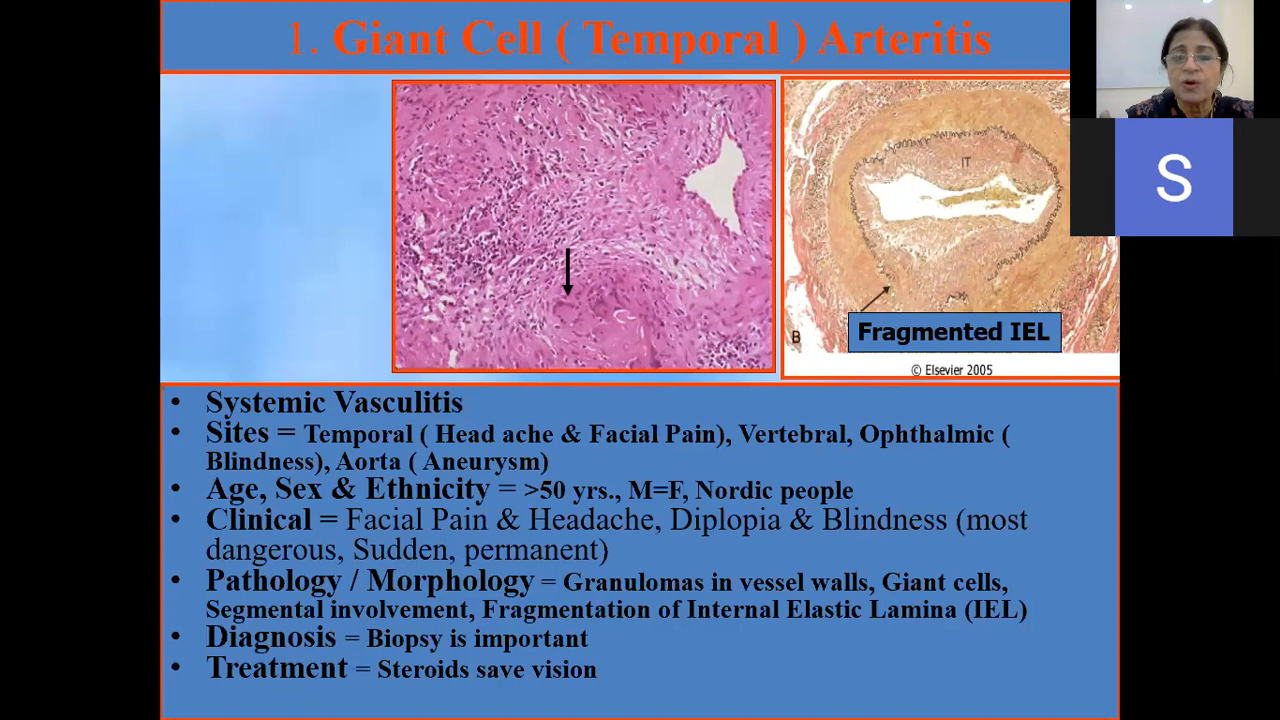 1. Giant Cell ( Temporal ) Arteritis
S
IT
Fragmented IEL
B
© Elsevier 2005
• Systemic Vasculitis
• Sites = Temporal ( Head ache & Facial Pain), Vertebral, Ophthalmic (
Blindness), Aorta ( Aneurysm)
• Age, Sex & Ethnicity = >50 yrs., M=F, Nordic people
• Clinical = Facial Pain & Headache, Diplopia & Blindness (most
dangerous, Sudden, permanent)
• Pathology / Morphology = Granulomas in vessel walls, Giant cells,
Segmental involvement, Fragmentation of Internal Elastic Lamina (IEL)
• Diagnosis = Biopsy is important
• Treatment = Steroids save vision